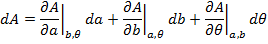 dA = ∂A/∂a|b,θ da + ∂A/∂b|a,θ db + ∂A/∂θ|a,b dθ